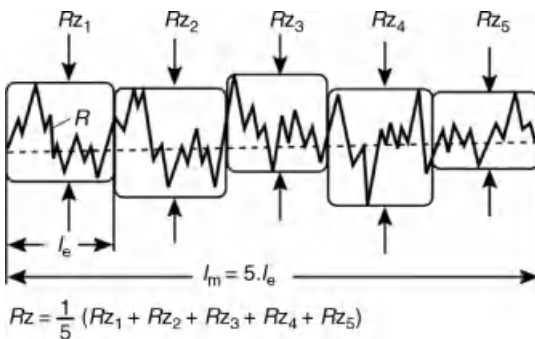 Rz1 Rz2 Rz3 Rz4 Rz5
R
le
lm = 5.le
Rz = 1/5 (Rz1 + Rz2 + Rz3 + Rz4 + Rz5)